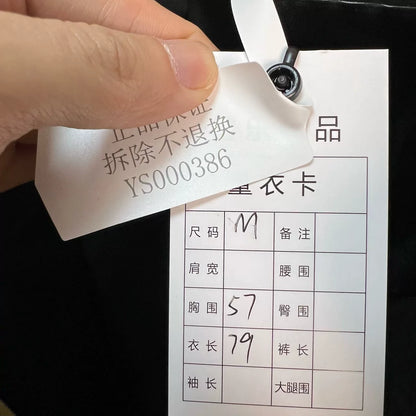 正品保证
拆除不退换
YS000386
品
量衣卡
尺码 M 备注
肩宽 腰围
胸围 57 臀围
衣长 79 裤长
袖长 大腿围